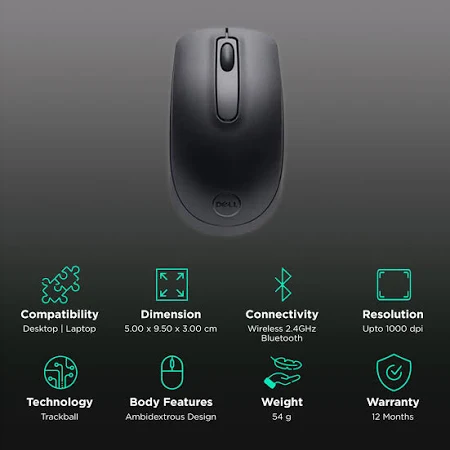 DELL
Compatibility
Desktop | Laptop
Dimension
5.00 x 9.50 x 3.00 cm
Connectivity
Wireless 2.4GHz
Bluetooth
Resolution
Upto 1000 dpi
Technology
Trackball
Body Features
Ambidextrous Design
Weight
54 g
Warranty
12 Months